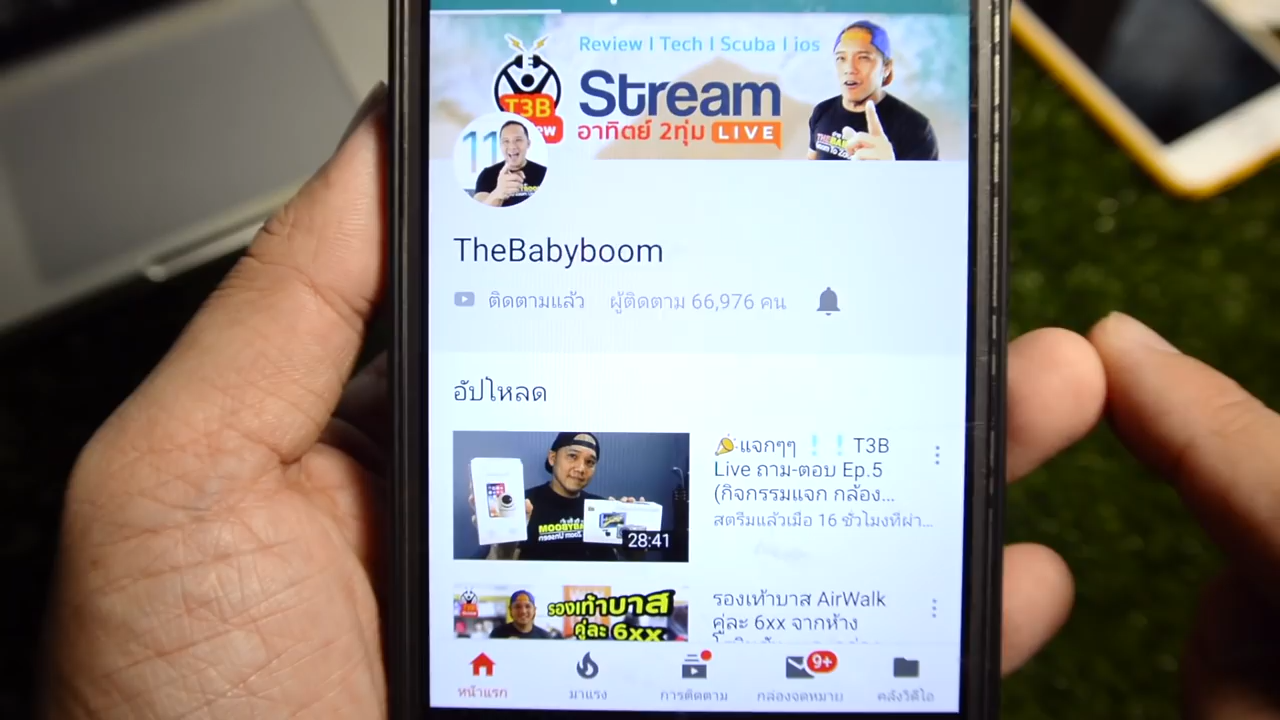 Review | Tech | Scuba | ios
Stream
T3B
อาทิตย์ 2ทุ่ม LIVE
11
TheBabyboom
ติดตามแล้ว ผู้ติดตาม 66,976 คน
อัปโหลด
แจกๆๆ ❕❕ T3B
Live ถาม-ตอบ Ep.5
(กิจกรรมแจก กล้อง...
สตรีมแล้วเมื่อ 16 ชั่วโมงที่ผ่า...
28:41
รองเท้าบาส
คู่ละ 6xx
รองเท้าบาส AirWalk
คู่ละ 6xx จากห้าง
9+
หน้าแรก มาแรง การติดตาม กล่องจดหมาย คลังวิดีโอ